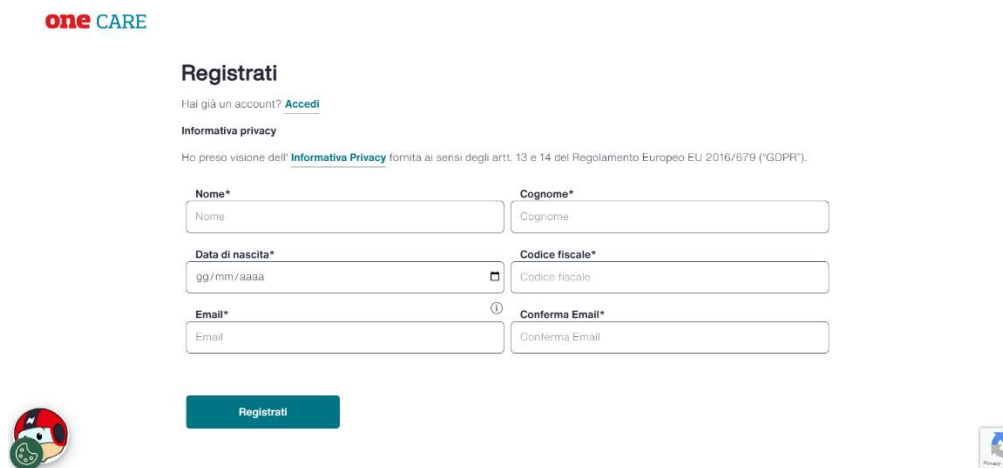 one CARE
Registrati
Hai già un account? Accedi
Informativa privacy
Ho preso visione dell' Informativa Privacy fornita ai sensi degli artt. 13 e 14 del Regolamento Europeo EU 2016/679 ("GDPR").
Nome* Cognome*
Nome Cognome
Data di nascita* Codice fiscale*
gg/mm/aaaa Codice fiscale
Email* Conferma Email*
Email Conferma Email
Registrati
Privacy